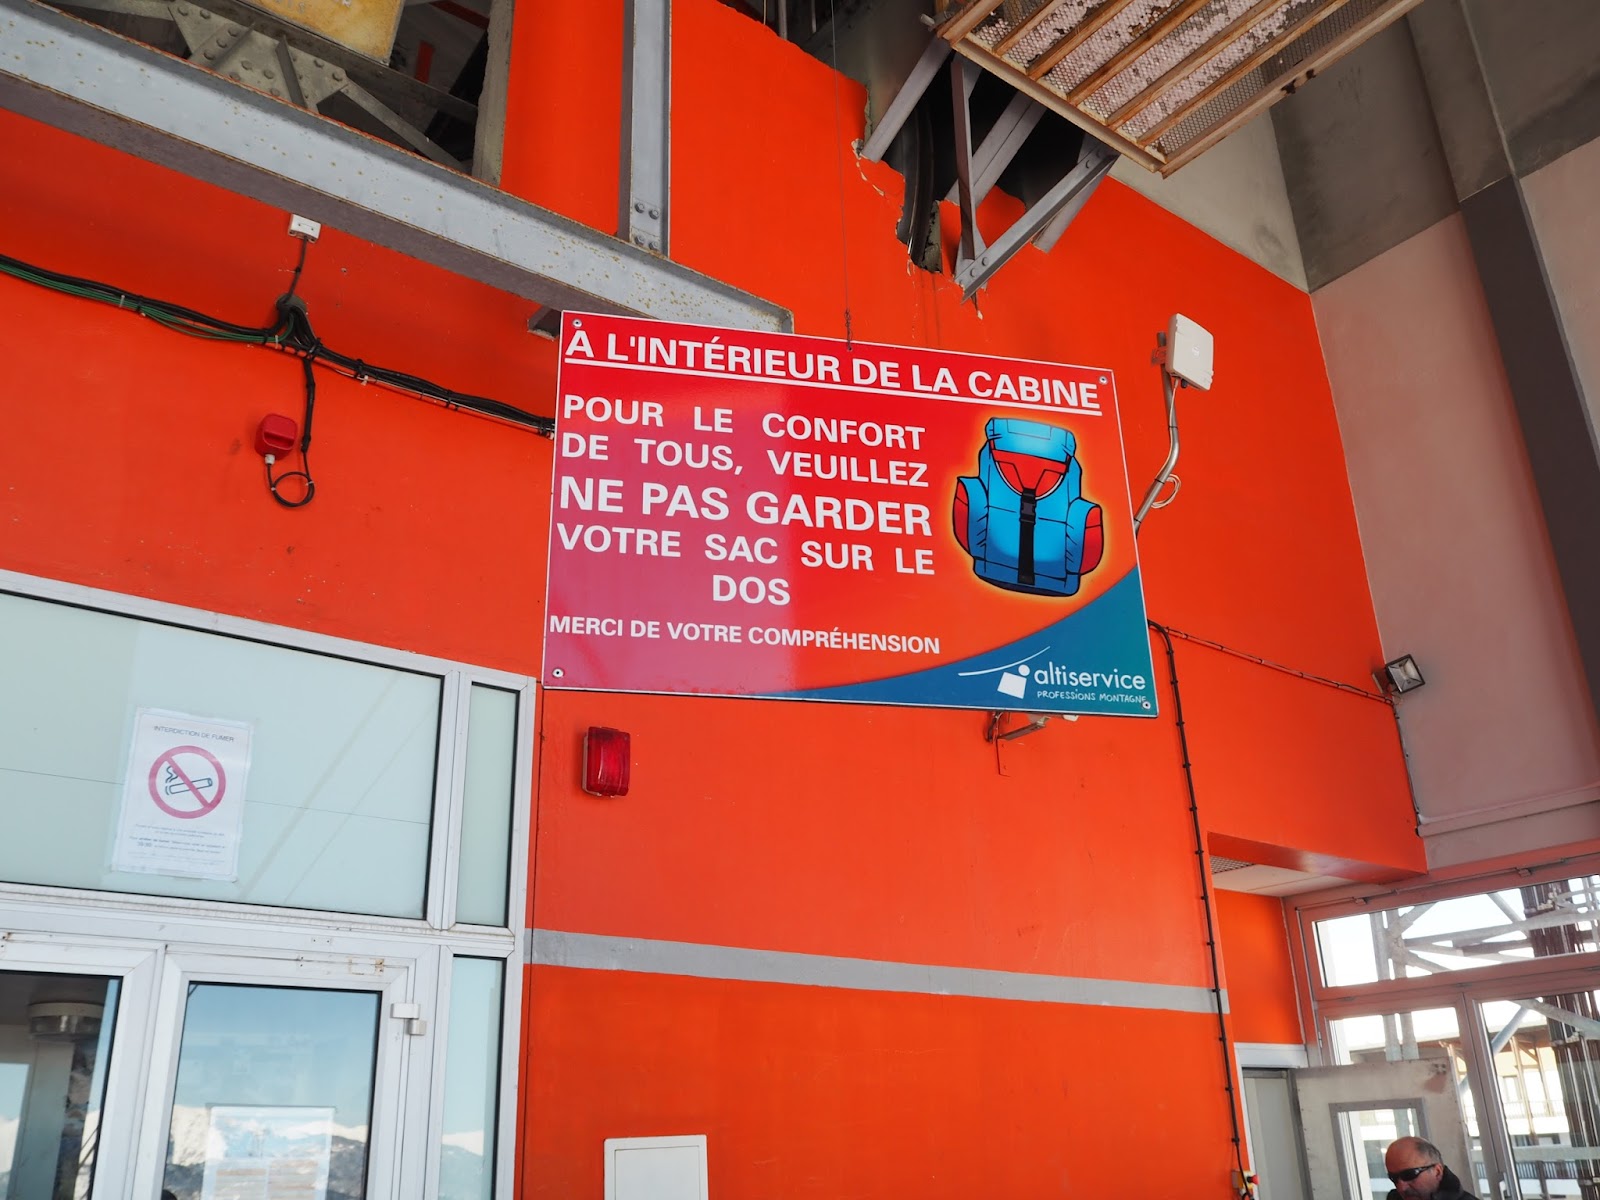 À L'INTÉRIEUR DE LA CABINE
POUR LE CONFORT
DE TOUS, VEUILLEZ
NE PAS GARDER
VOTRE SAC SUR LE
DOS
MERCI DE VOTRE COMPRÉHENSION
altiservice
PROFESSIONS MONTAGNE
INTERDICTION DE FUMER